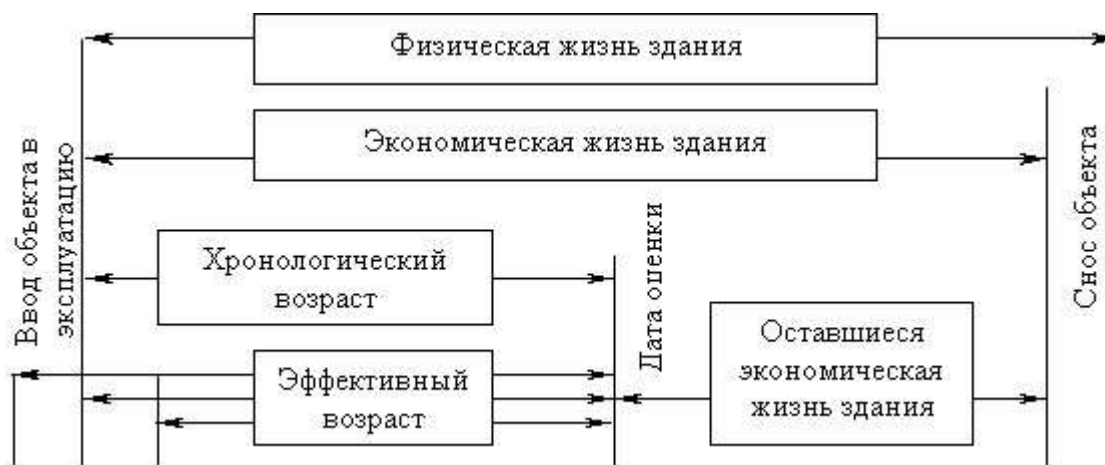 Физическая жизнь здания
Экономическая жизнь здания
Ввод объекта в
эксплуатацию
Хронологический
возраст
Эффективный
возраст
Дата оценки
Оставшиеся
экономическая
жизнь здания
Снос объекта